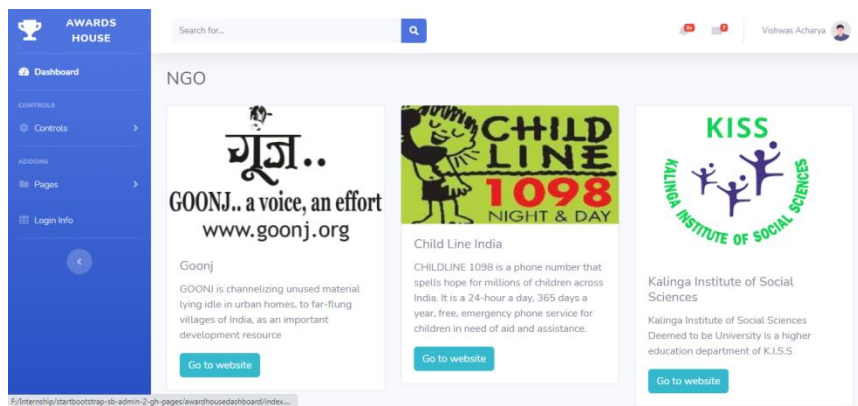 AWARDS
HOUSE
Search for...
3+
7
Vishwas Acharya
Dashboard
CONTROLS
Controls
ADDONS
Pages
Login Info
NGO
गूंज..
GOONJ.. a voice, an effort
www.goonj.org
Goonj
GOONJ is channelizing unused material
lying idle in urban homes, to far-flung
villages of India, as an important
development resource
Go to website
CHILD
LINE
1098
NIGHT & DAY
Child Line India
CHILDLINE 1098 is a phone number that
spells hope for millions of children across
India. It is a 24-hour a day, 365 days a
year, free, emergency phone service for
children in need of aid and assistance.
Go to website
KISS
KALINGA INSTITUTE OF SOCIAL SCIENCES
Kalinga Institute of Social
Sciences
Kalinga Institute of Social Sciences
Deemed to be University is a higher
education department of K.I.S.S
Go to website
F:/Internship/startbootstrap-sb-admin-2-gh-pages/awardhousedashboard/index....